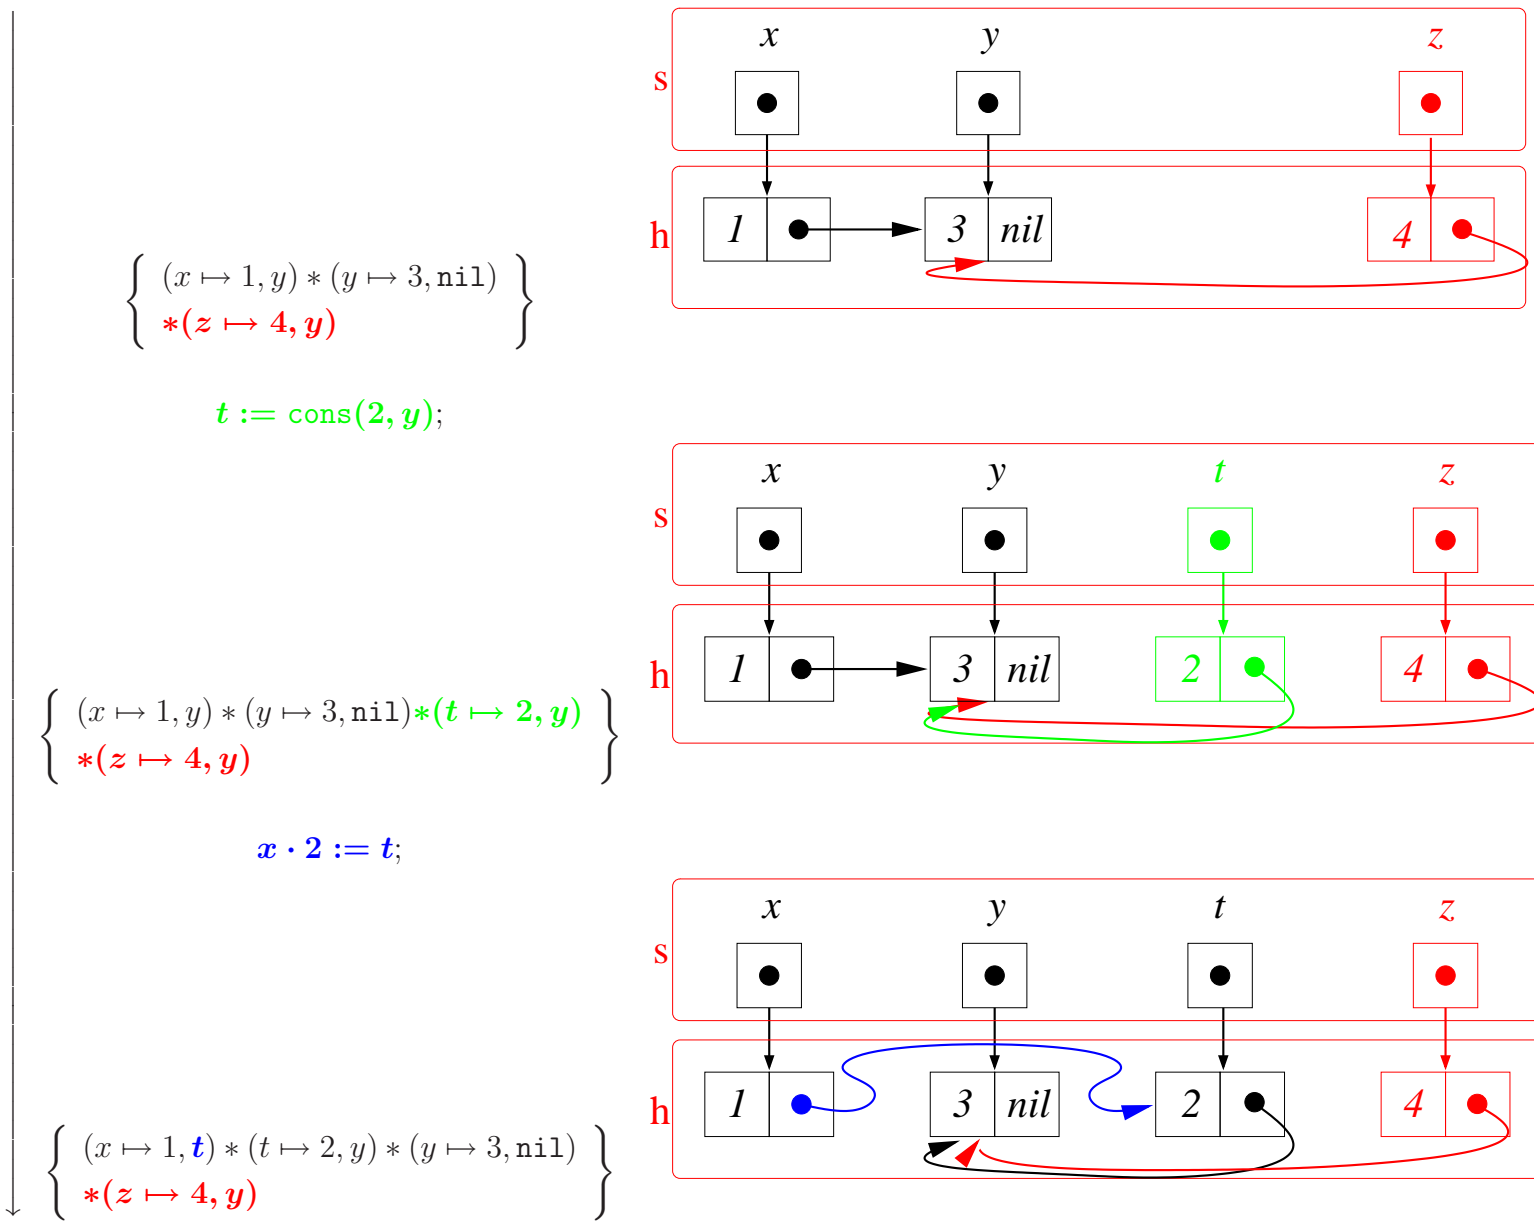 x y z
s
h
1 3 nil 4
{ (x ↦ 1, y) ∗ (y ↦ 3, nil)
∗(z ↦ 4, y) }
t := cons(2, y);
x y t z
s
h
1 3 nil 2 4
{ (x ↦ 1, y) ∗ (y ↦ 3, nil)∗(t ↦ 2, y)
∗(z ↦ 4, y) }
x · 2 := t;
x y t z
s
h
1 3 nil 2 4
{ (x ↦ 1, t) ∗ (t ↦ 2, y) ∗ (y ↦ 3, nil)
∗(z ↦ 4, y) }